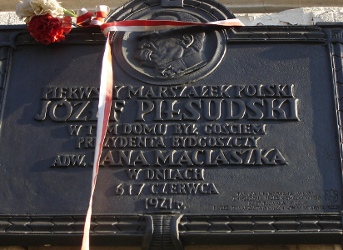 PIERWSZY MARSZAŁEK POLSKI
JÓZEF PIŁSUDSKI
W TYM DOMU BYŁ GOŚCIEM
PREZYDENTA BYDGOSZCZY
ADW. JANA MACIASZKA
W DNIACH
6 I 7 CZERWCA
1921 R.